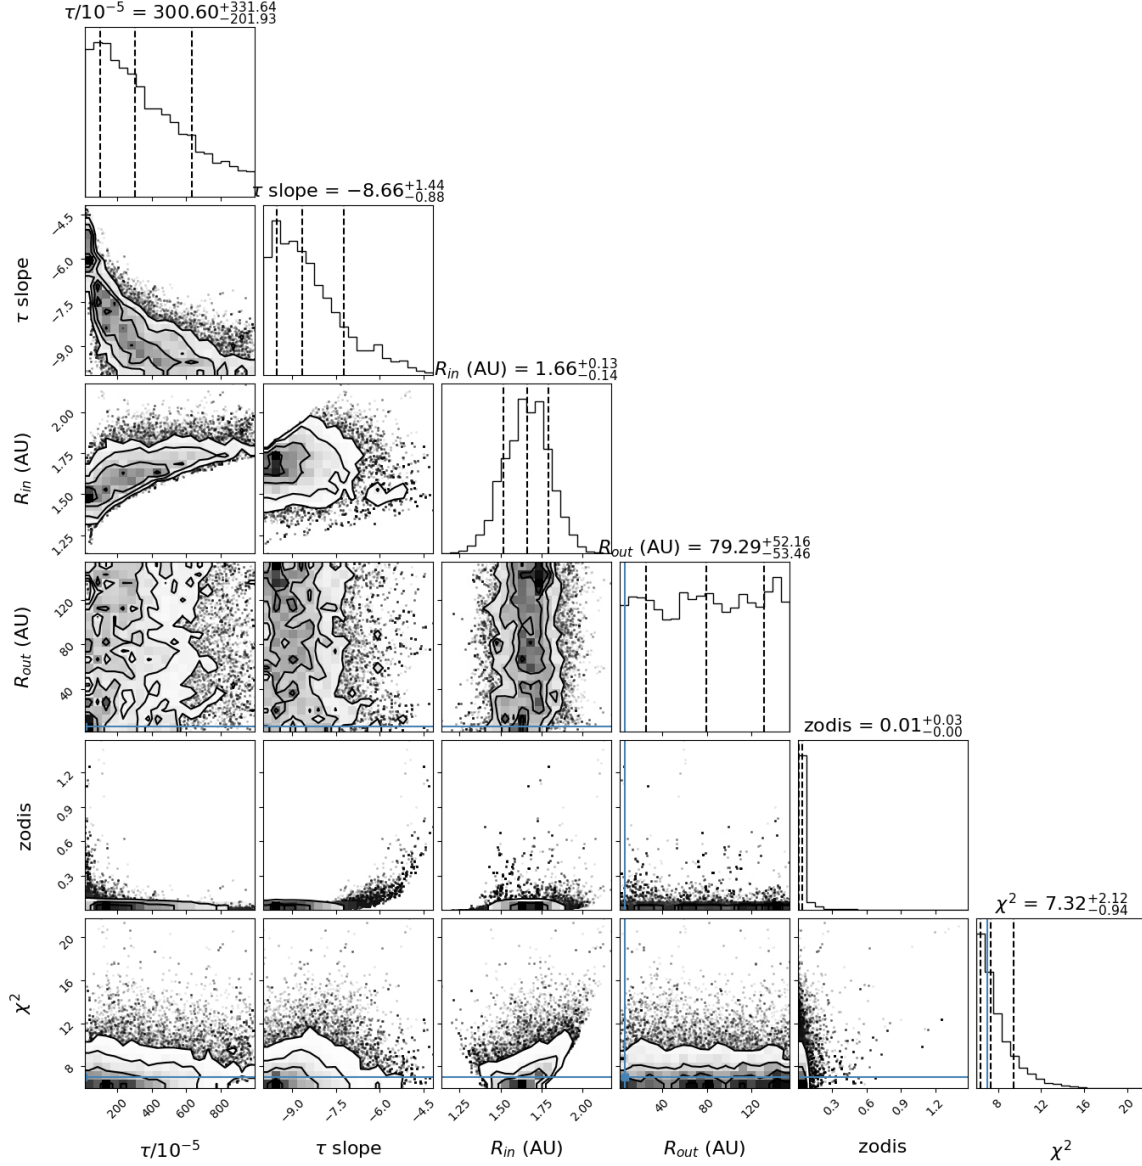 τ/10⁻⁵ = 300.60+331.64−201.93
τ slope = −8.66+1.44−0.88
−4.5
−6.0
−7.5
−9.0
τ slope
R_in (AU) = 1.66+0.13−0.14
2.00
1.75
1.50
1.25
R_in (AU)
R_out (AU) = 79.29+52.16−53.46
120
80
40
R_out (AU)
zodis = 0.01+0.03−0.00
1.2
0.9
0.6
0.3
zodis
χ² = 7.32+2.12−0.94
20
16
12
8
χ²
200 400 600 800 −9.0 −7.5 −6.0 −4.5 1.25 1.50 1.75 2.00 40 80 120 0.3 0.6 0.9 1.2 8 12 16 20
τ/10⁻⁵ τ slope R_in (AU) R_out (AU) zodis χ²